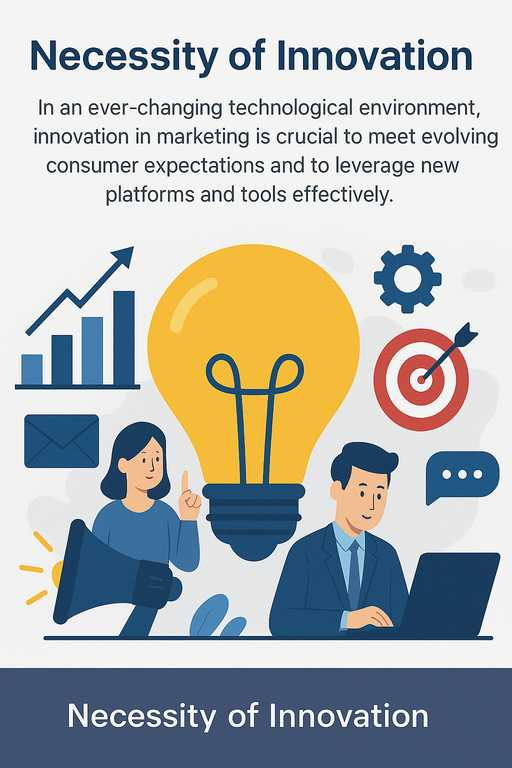 Necessity of Innovation
In an ever-changing technological environment,
innovation in marketing is crucial to meet evolving
consumer expectations and to leverage new
platforms and tools effectively.
Necessity of Innovation